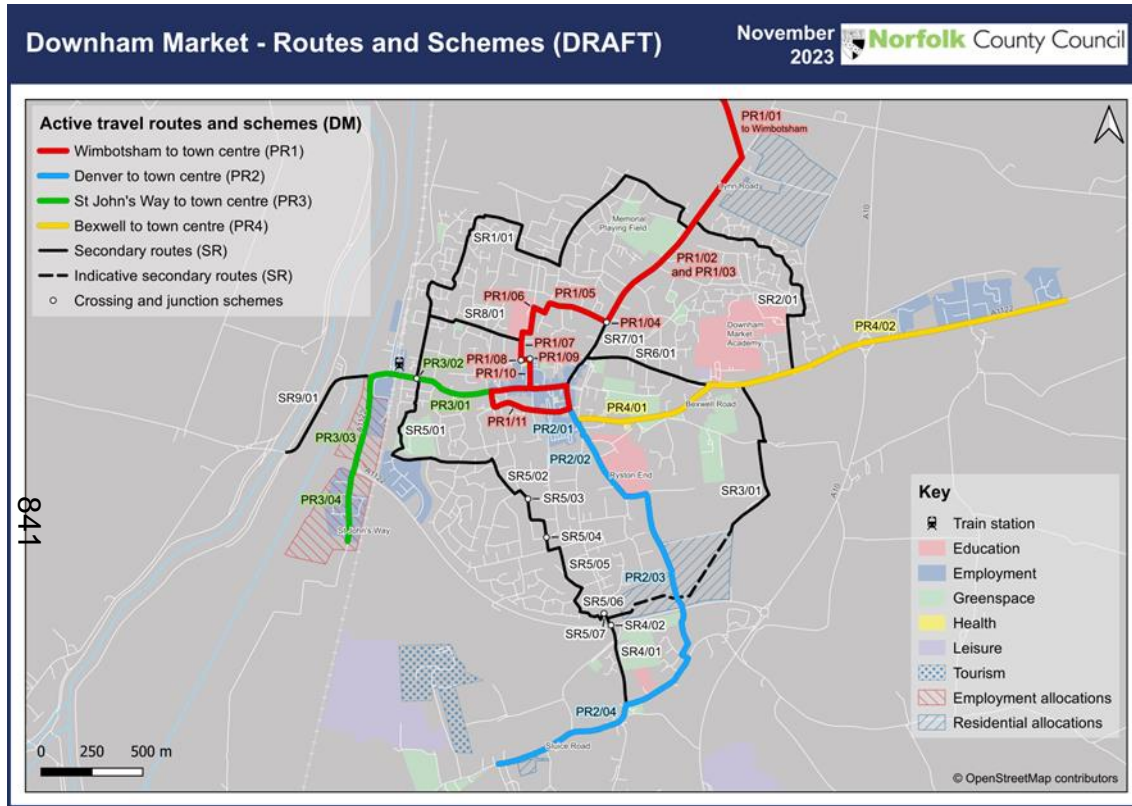 Downham Market - Routes and Schemes (DRAFT)
November
2023
Norfolk County Council
Active travel routes and schemes (DM)
Wimbotsham to town centre (PR1)
Denver to town centre (PR2)
St John's Way to town centre (PR3)
Bexwell to town centre (PR4)
Secondary routes (SR)
Indicative secondary routes (SR)
Crossing and junction schemes
PR1/01
to Wimbotsham
Lynn Road
A10
Memorial
Playing Field
SR1/01
PR1/02
and PR1/03
PR1/06
PR1/05
SR2/01
A1122
SR8/01
PR1/04
Downham
Market
Academy
PR4/02
SR7/01
PR1/07
SR6/01
PR3/02
PR1/08
PR1/09
PR1/10
SR9/01
PR3/01
PR4/01
Bexwell Road
PR1/11
PR2/01
PR3/03
SR5/01
PR2/02
A1122
SR5/02
Ryston End
A10
PR3/04
SR5/03
SR3/01
St John's Way
SR5/04
SR5/05
PR2/03
SR5/06
SR5/07
SR4/02
SR4/01
PR2/04
Sluice Road
841
Key
Train station
Education
Employment
Greenspace
Health
Leisure
Tourism
Employment allocations
Residential allocations
0 250 500 m
© OpenStreetMap contributors